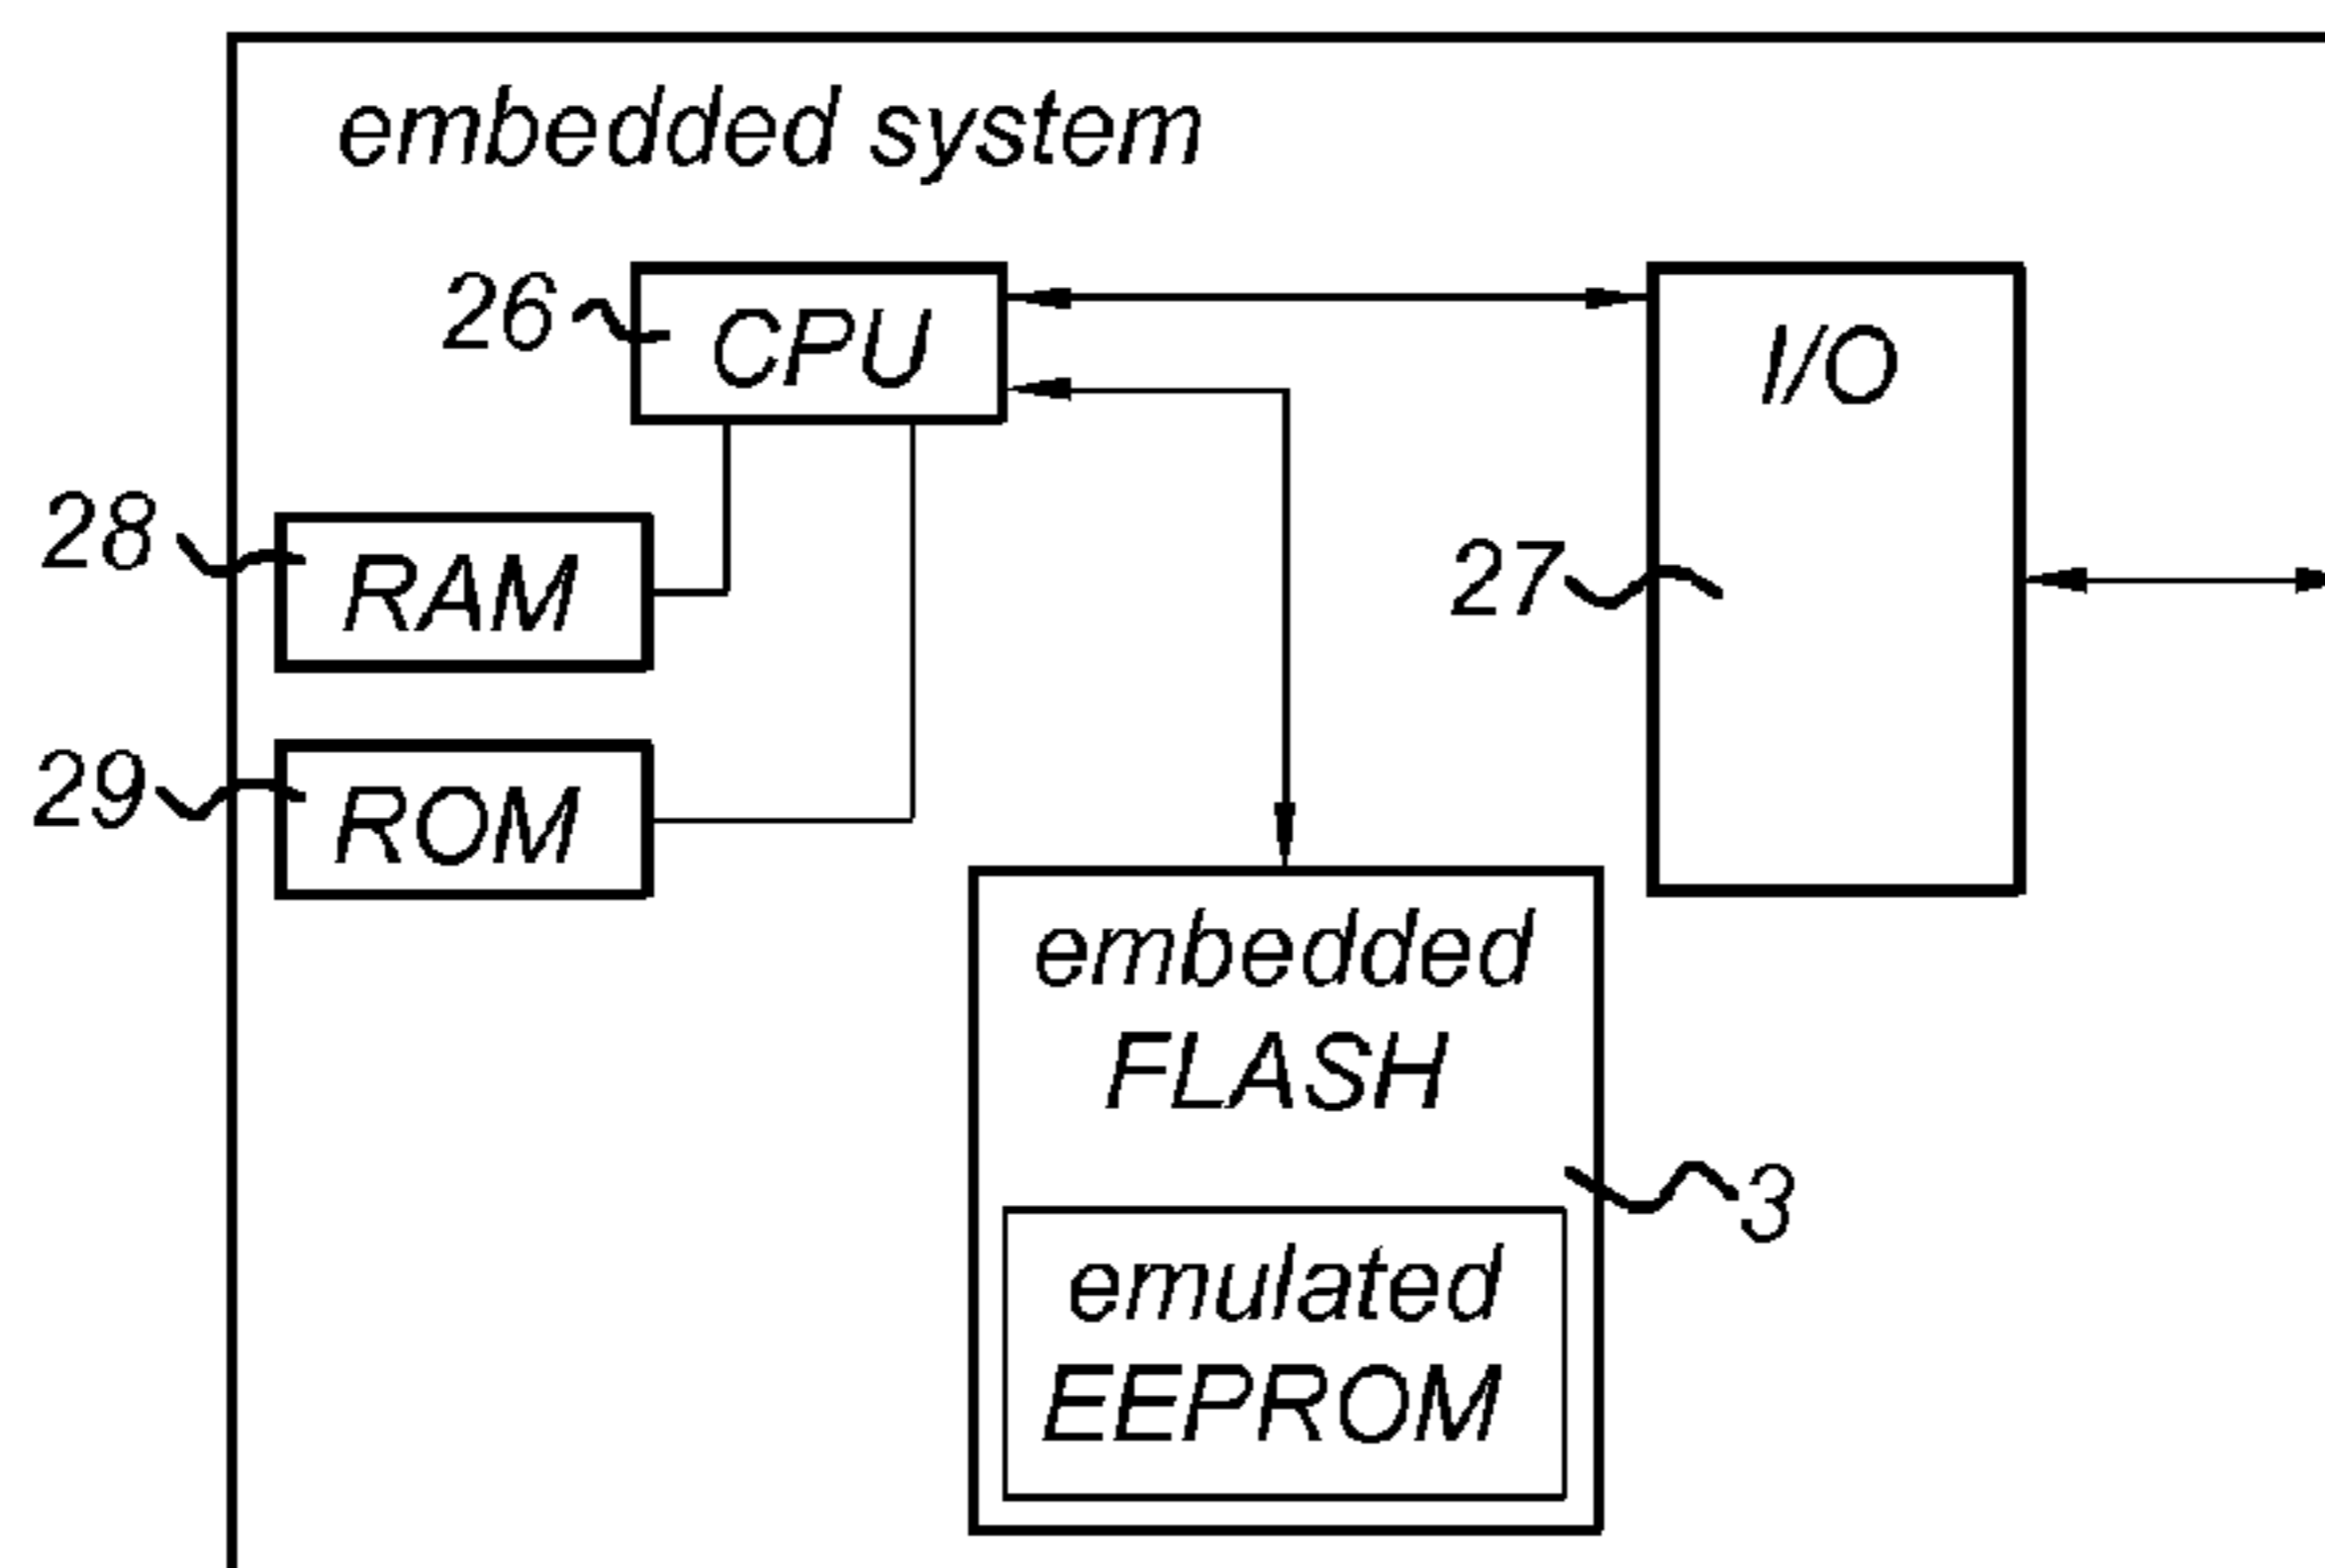 embedded system
26
CPU
I/O
28
RAM
27
29
ROM
embedded
FLASH
3
emulated
EEPROM